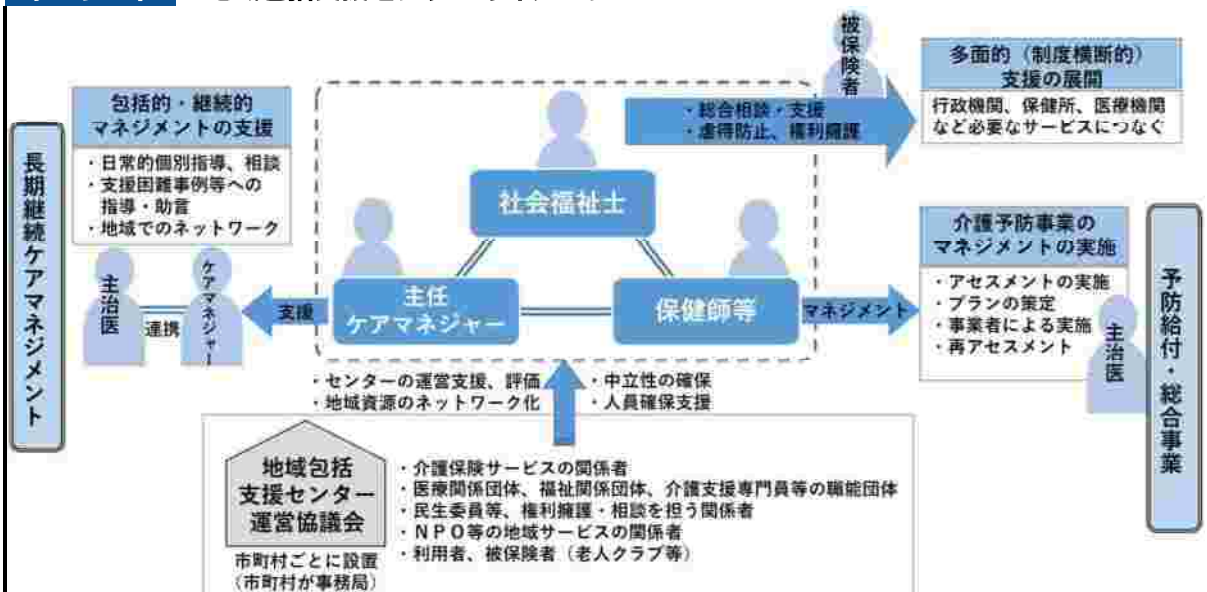 被保険者
多面的（制度横断的）
支援の展開
行政機関、保健所、医療機関
など必要なサービスにつなぐ
・総合相談・支援
・虐待防止、権利擁護
包括的・継続的
マネジメントの支援
・日常的個別指導、相談
・支援困難事例等への
指導・助言
・地域でのネットワーク
長期継続ケアマネジメント
社会福祉士
主任
ケアマネジャー
保健師等
主治医
連携
ケアマネジャー
支援
マネジメント
介護予防事業の
マネジメントの実施
・アセスメントの実施
・プランの策定
・事業者による実施
・再アセスメント
主治医
予防給付・総合事業
・センターの運営支援、評価
・地域資源のネットワーク化
・中立性の確保
・人員確保支援
地域包括
支援センター
運営協議会
市町村ごとに設置
（市町村が事務局）
・介護保険サービスの関係者
・医療関係団体、福祉関係団体、介護支援専門員等の職能団体
・民生委員等、権利擁護・相談を担う関係者
・ＮＰＯ等の地域サービスの関係者
・利用者、被保険者（老人クラブ等）